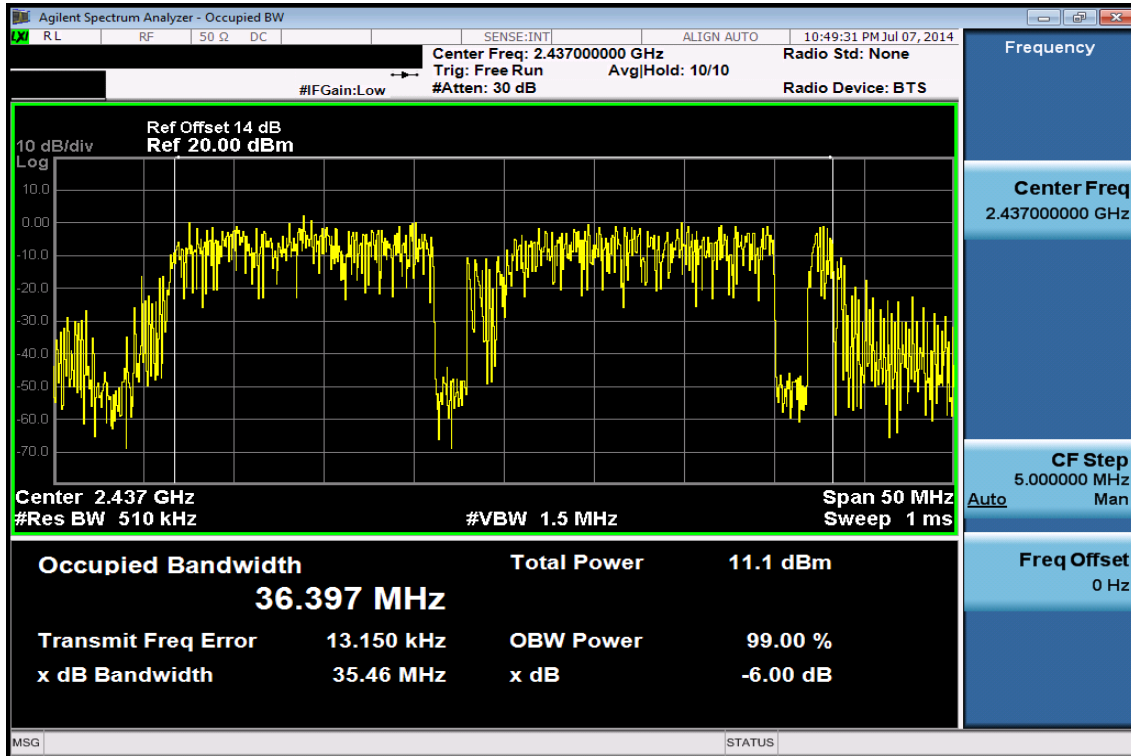 Agilent Spectrum Analyzer - Occupied BW
LXI RL RF 50 Ω DC SENSE:INT ALIGN AUTO 10:49:31 PM Jul 07, 2014
Center Freq: 2.437000000 GHz Radio Std: None
Trig: Free Run Avg|Hold: 10/10
#IFGain:Low #Atten: 30 dB Radio Device: BTS
Ref Offset 14 dB
10 dB/div Ref 20.00 dBm
Log
10.0
0.00
-10.0
-20.0
-30.0
-40.0
-50.0
-60.0
-70.0
Center 2.437 GHz Span 50 MHz
#Res BW 510 kHz #VBW 1.5 MHz Sweep 1 ms
Occupied Bandwidth Total Power 11.1 dBm
36.397 MHz
Transmit Freq Error 13.150 kHz OBW Power 99.00 %
x dB Bandwidth 35.46 MHz x dB -6.00 dB
MSG STATUS
Frequency
Center Freq
2.437000000 GHz
CF Step
5.000000 MHz
Auto Man
Freq Offset
0 Hz